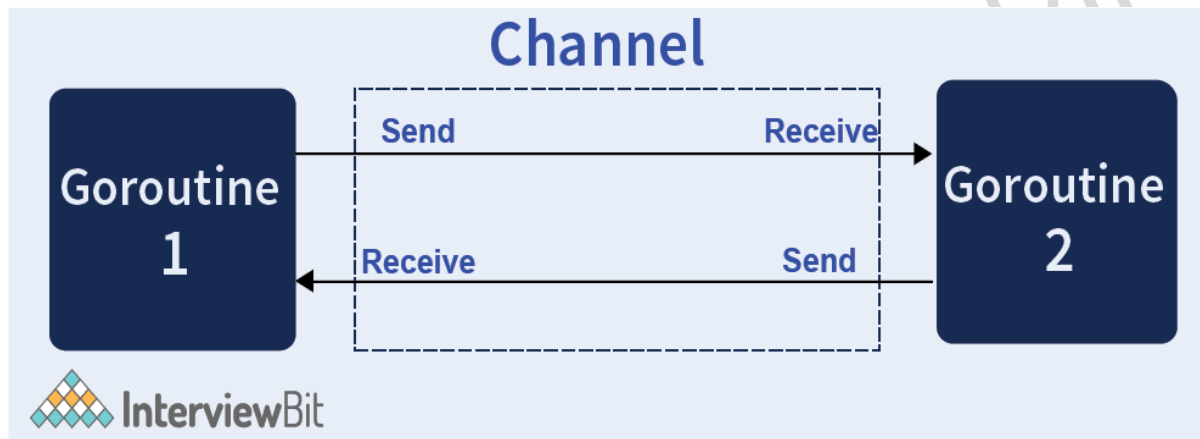 Channel
Send Receive
Goroutine 1
Goroutine 2
Receive Send
InterviewBit